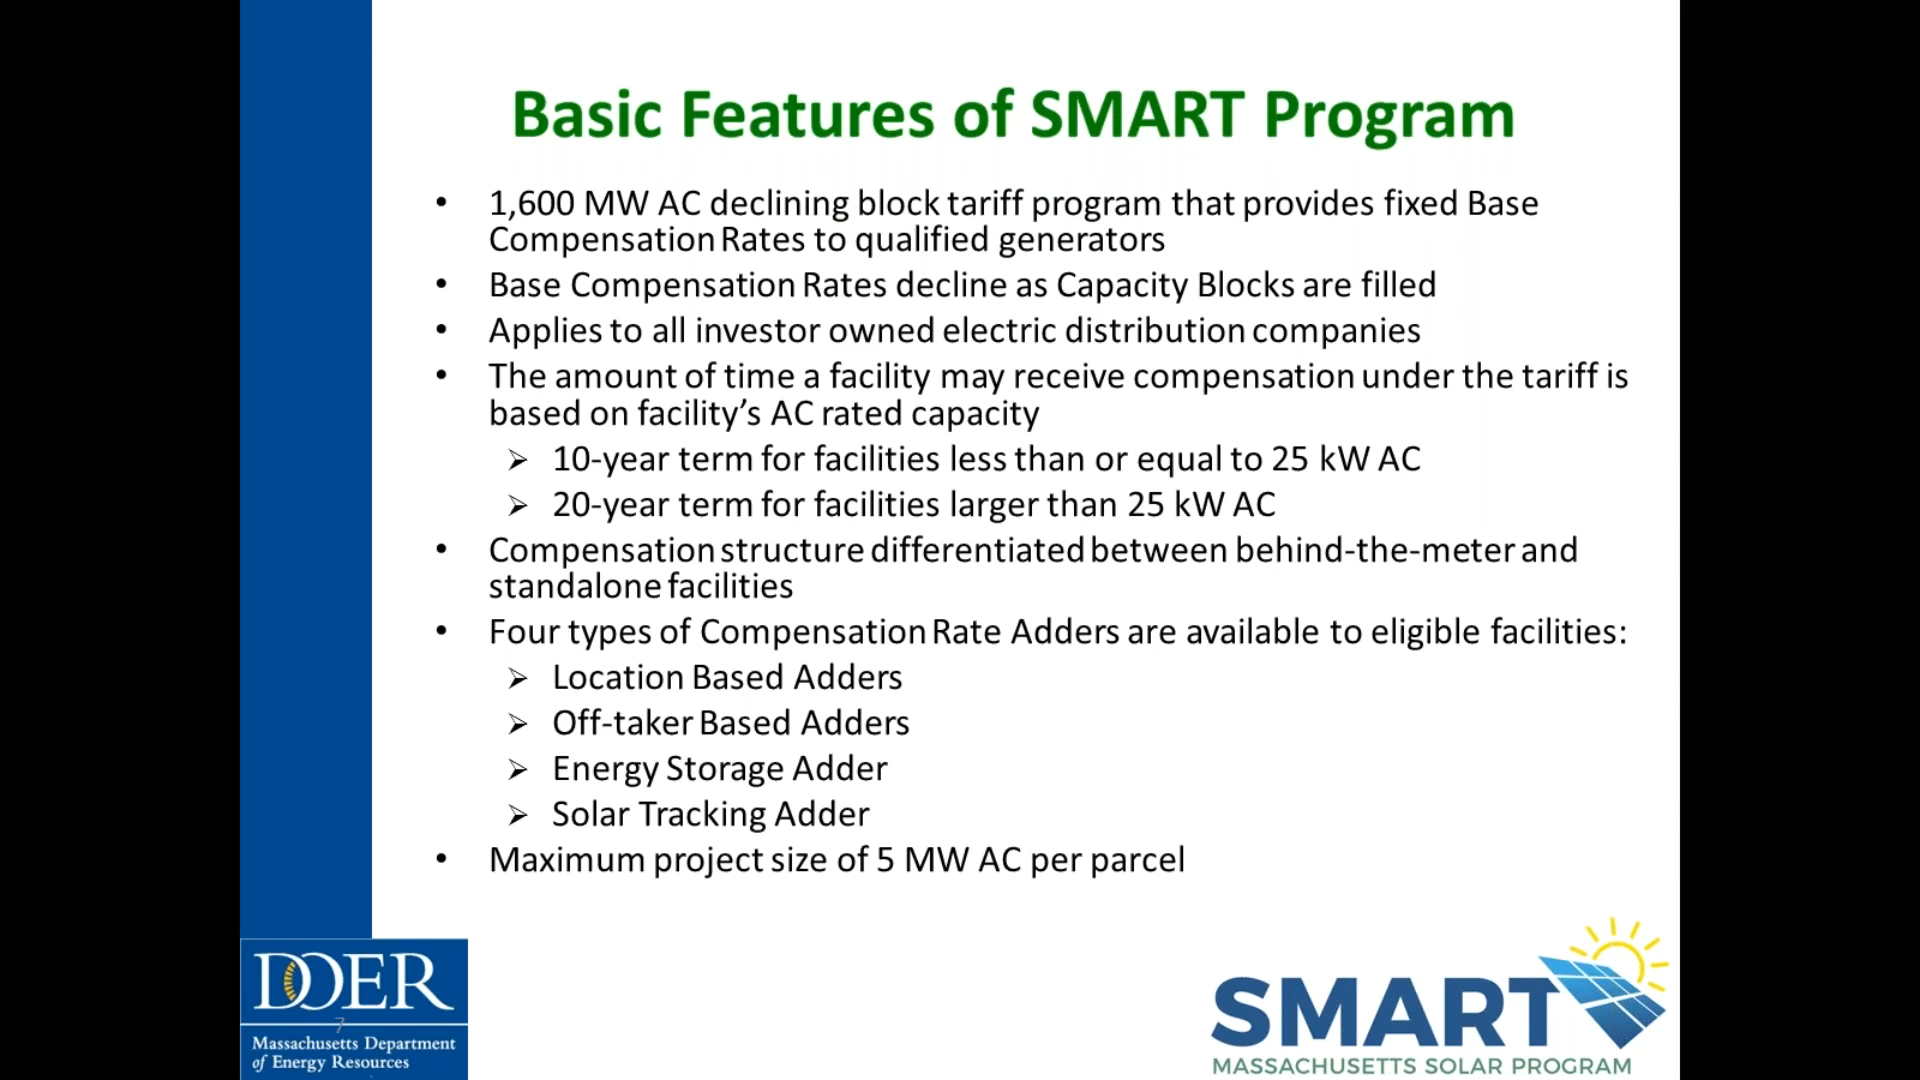 Basic Features of SMART Program
• 1,600 MW AC declining block tariff program that provides fixed Base
Compensation Rates to qualified generators
• Base Compensation Rates decline as Capacity Blocks are filled
• Applies to all investor owned electric distribution companies
• The amount of time a facility may receive compensation under the tariff is
based on facility’s AC rated capacity
➢ 10-year term for facilities less than or equal to 25 kW AC
➢ 20-year term for facilities larger than 25 kW AC
• Compensation structure differentiated between behind-the-meter and
standalone facilities
• Four types of Compensation Rate Adders are available to eligible facilities:
➢ Location Based Adders
➢ Off-taker Based Adders
➢ Energy Storage Adder
➢ Solar Tracking Adder
• Maximum project size of 5 MW AC per parcel
DOER
7
Massachusetts Department
of Energy Resources
SMART
MASSACHUSETTS SOLAR PROGRAM